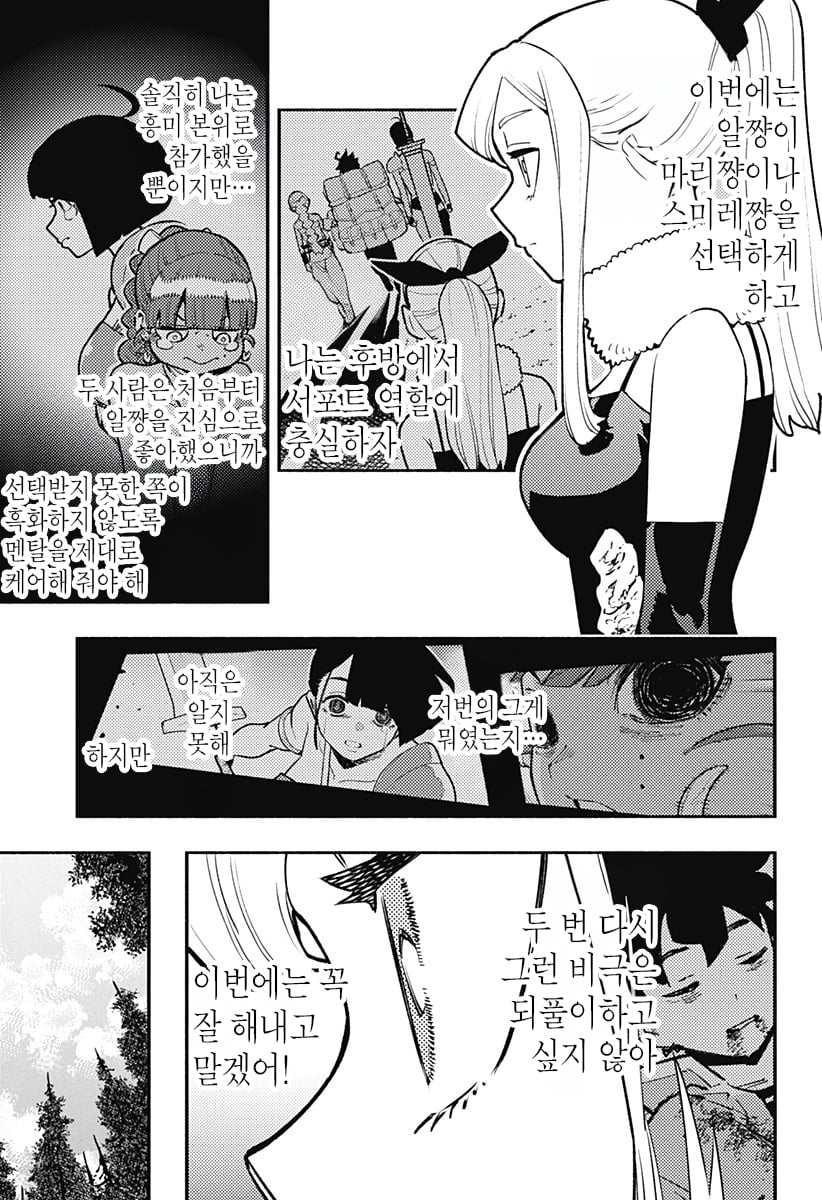 이번에는
알쨩이
마리쨩이나
스미레쨩을
선택하게
하고
나는 후방에서
서포트 역할에
충실하자
솔직히 나는
흥미 본위로
참가했을
뿐이지만…
두 사람은 처음부터
알쨩을 진심으로
좋아했으니까
선택받지 못한 쪽이
흑화하지 않도록
멘탈을 제대로
케어해 줘야 해
저번의 그게
뭐였는지…
아직은
알지
못해
하지만
두 번 다시
그런 비극은
되풀이하고
싶지 않아
이번에는 꼭
잘 해내고
말겠어!